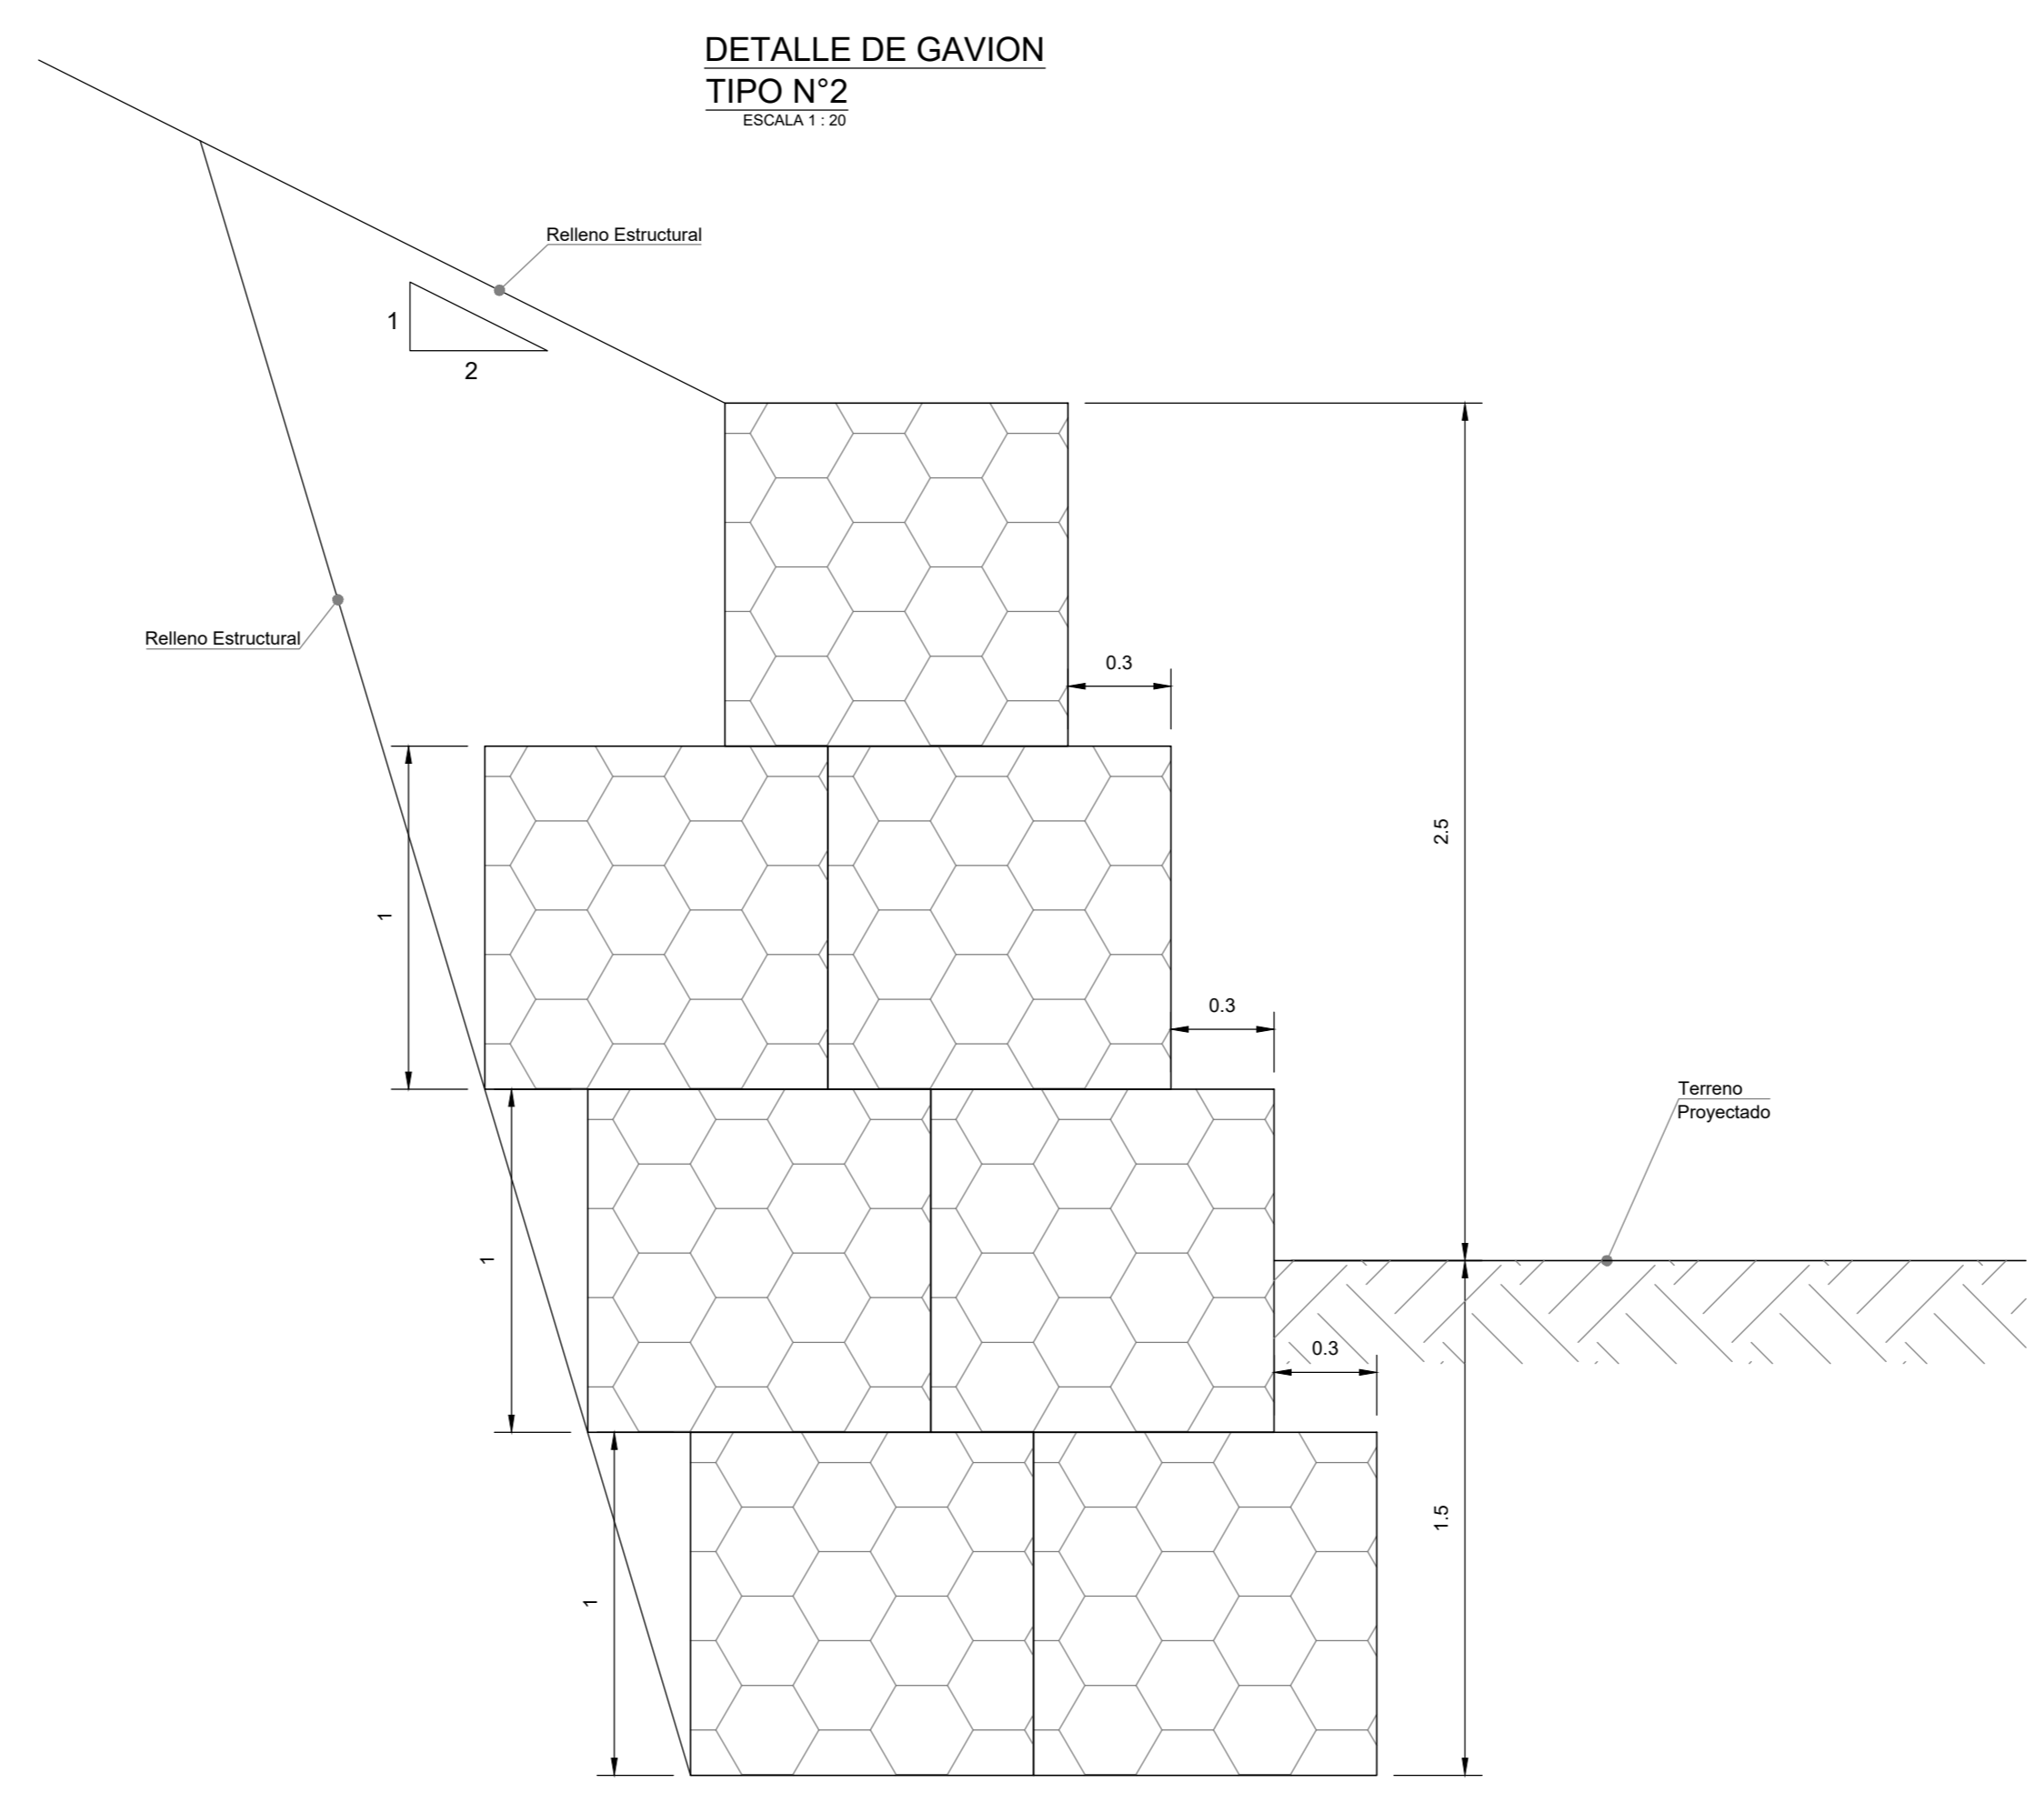 DETALLE DE GAVION
TIPO N°2
ESCALA 1 : 20
Relleno Estructural
1
2
Relleno Estructural
0.3
2.5
1
0.3
Terreno
Proyectado
1
0.3
1.5
1